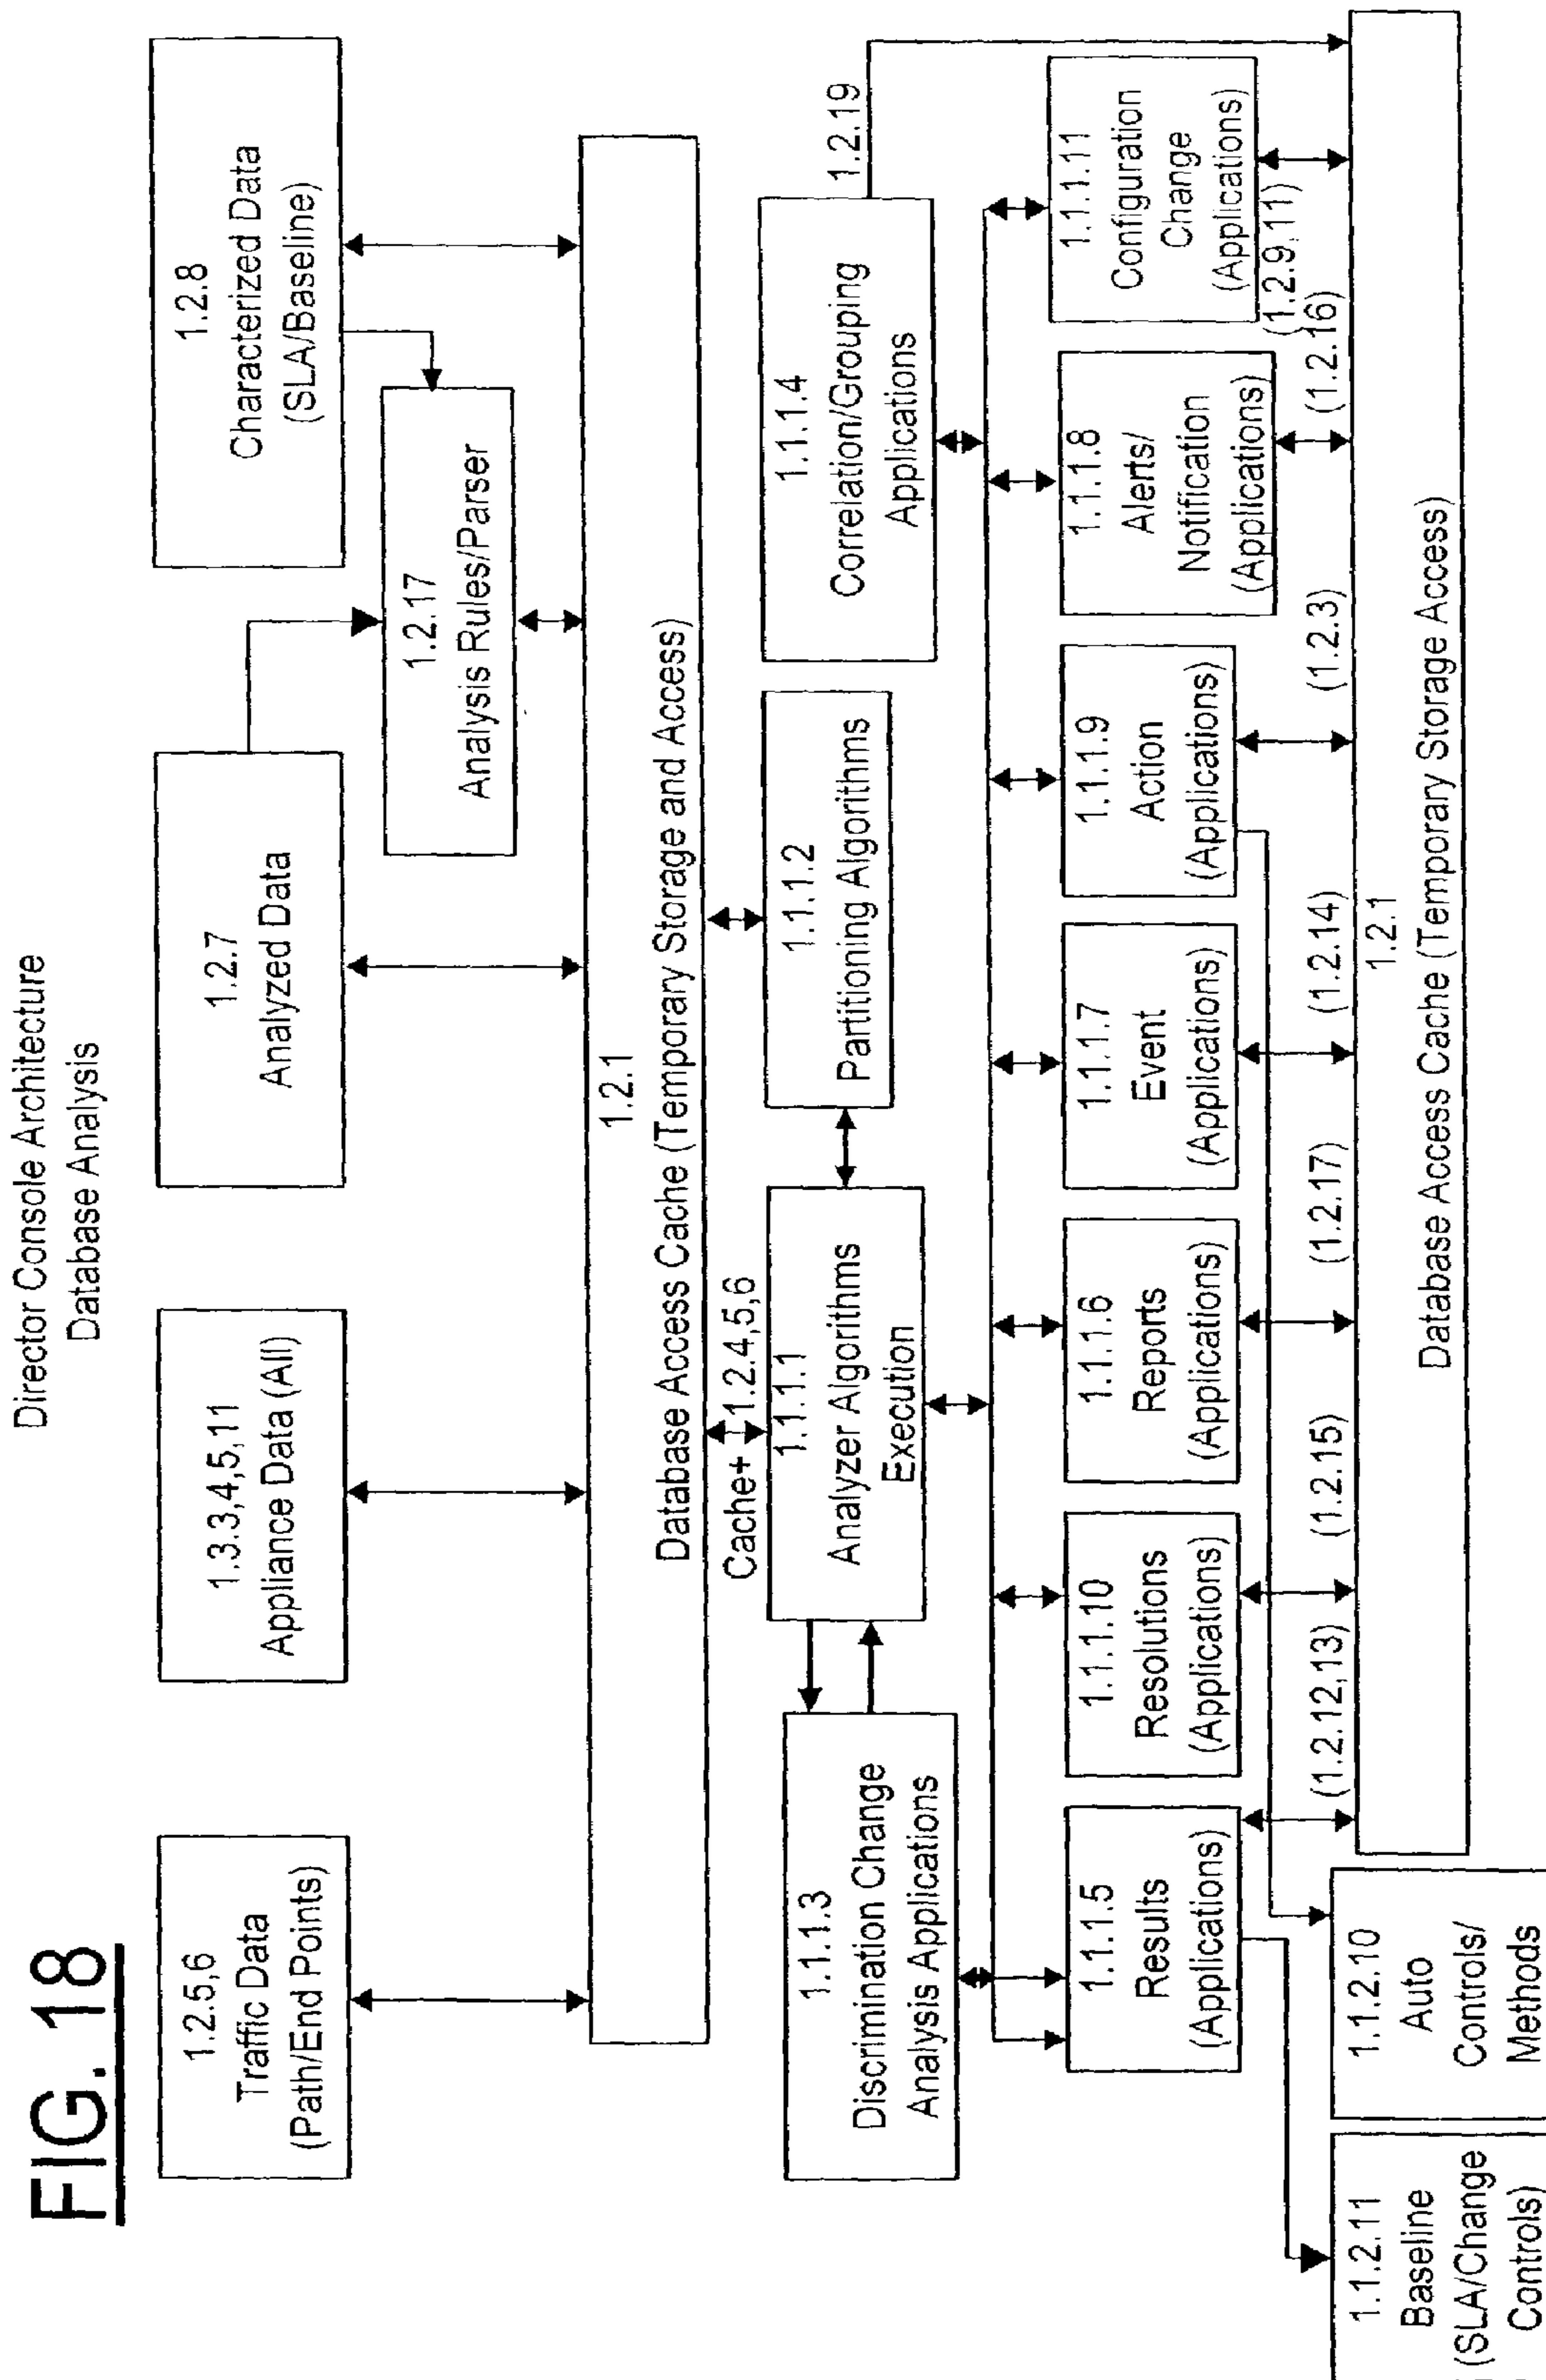 FIG. 18
Director Console Architecture
Database Analysis
1.2.5,6
Traffic Data
(Path/End Points)
1.3.3,4,5,11
Appliance Data (All)
1.2.7
Analyzed Data
1.2.8
Characterized Data
(SLA/Baseline)
1.2.17
Analysis Rules/Parser
1.2.1
Database Access Cache (Temporary Storage and Access)
Cache+
1.2.4,5,6
1.1.1.3
Discrimination Change
Analysis Applications
1.1.1.1
Analyzer Algorithms
Execution
1.1.1.2
Partitioning Algorithms
1.1.1.4
Correlation/Grouping
Applications
1.2.19
1.1.1.5
Results
(Applications)
1.1.1.10
Resolutions
(Applications)
1.1.1.6
Reports
(Applications)
1.1.1.7
Event
(Applications)
1.1.1.9
Action
(Applications)
1.1.1.8
Alerts/
Notification
(Applications)
1.1.1.11
Configuration
Change
(Applications)
(1.2.9,11)
(1.2.12,13)
(1.2.15)
(1.2.17)
(1.2.14)
(1.2.3)
(1.2.16)
1.2.1
Database Access Cache (Temporary Storage Access)
1.1.2.11
Baseline
(SLA/Change
Controls)
1.1.2.10
Auto
Controls/
Methods